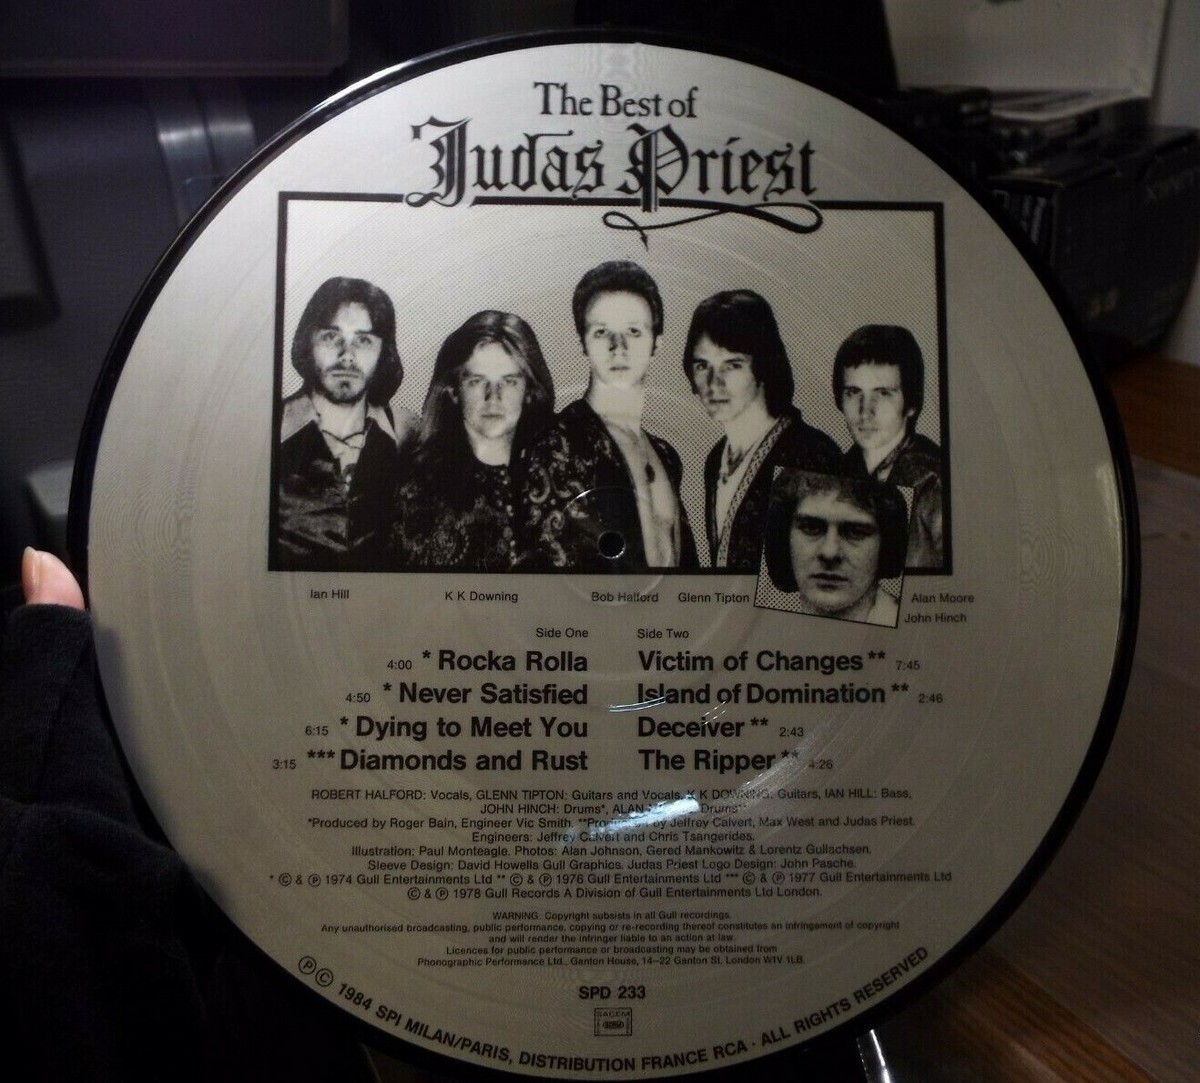 The Best of
Judas Priest
Ian Hill K K Downing Bob Halford Glenn Tipton Alan Moore
John Hinch
Side One Side Two
4:00 * Rocka Rolla Victim of Changes ** 7:45
4:50 * Never Satisfied Island of Domination ** 2:46
6:15 * Dying to Meet You Deceiver ** 2:43
3:15 *** Diamonds and Rust The Ripper ** 4:26
ROBERT HALFORD: Vocals, GLENN TIPTON: Guitars and Vocals, K K DOWNING: Guitars, IAN HILL: Bass,
JOHN HINCH: Drums*, ALAN Drums**
*Produced by Roger Bain, Engineer Vic Smith. **Produced by Jeffrey Calvert, Max West and Judas Priest.
Engineers: Jeffrey Calvert and Chris Tsangerides.
Illustration: Paul Monteagle. Photos: Alan Johnson, Gered Mankowitz & Lorentz Gullachsen.
Sleeve Design: David Howells Gull Graphics. Judas Priest Logo Design: John Pasche.
* © & ℗ 1974 Gull Entertainments Ltd ** © & ℗ 1976 Gull Entertainments Ltd *** © & ℗ 1977 Gull Entertainments Ltd
© & ℗ 1978 Gull Records A Division of Gull Entertainments Ltd London.
WARNING: Copyright subsists in all Gull recordings.
Any unauthorised broadcasting, public performance, copying or re-recording thereof constitutes an infringement of copyright
and will render the infringer liable to an action at law.
Licences for public performance or broadcasting may be obtained from
Phonographic Performance Ltd., Ganton House, 14–22 Ganton St, London W1V 1LB.
SPD 233
SACEM
℗ © 1984 SPI MILAN/PARIS, DISTRIBUTION FRANCE RCA · ALL RIGHTS RESERVED